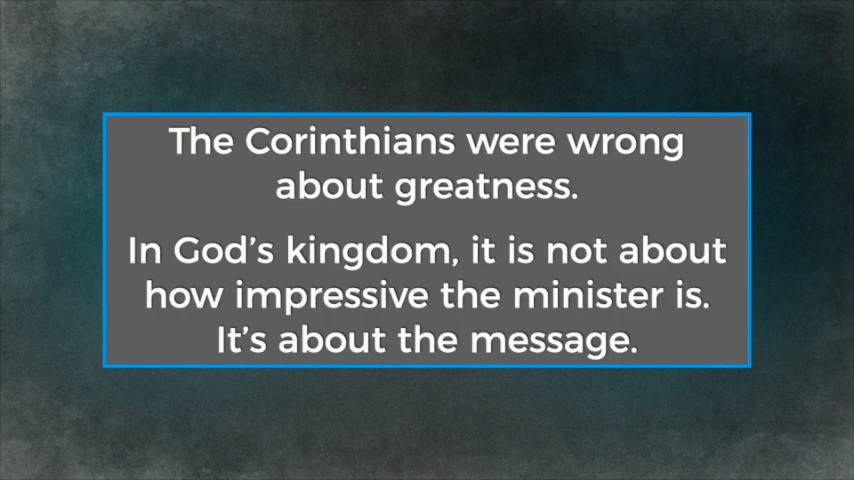 The Corinthians were wrong
about greatness.
In God’s kingdom, it is not about
how impressive the minister is.
It’s about the message.